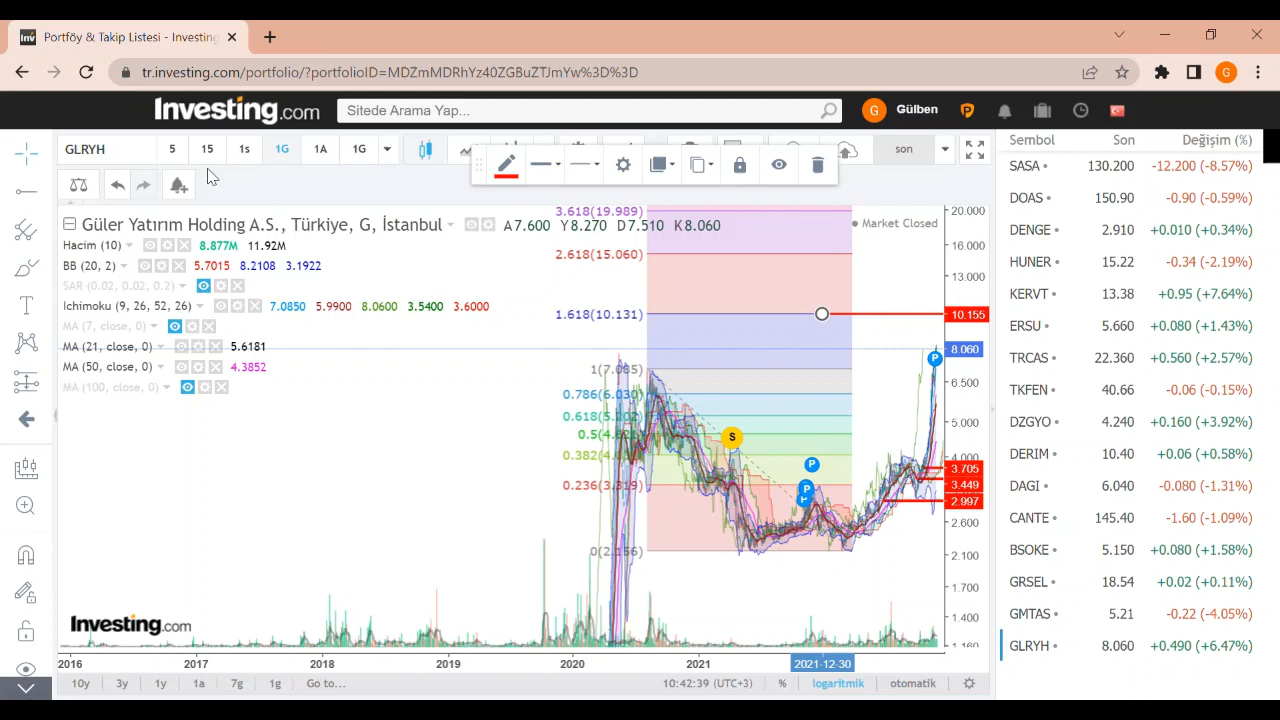 Portföy & Takip Listesi - Investing
tr.investing.com/portfolio/?portfolioID=MDZmMDRhYz40ZGBuZTJmYw%3D%3D
G
Investing.com
Sitede Arama Yap...
G Gülben
GLRYH 5 15 1s 1G 1A 1G son
Sembol Son Değişim (%)
SASA 130.200 -12.200 (-8.57%)
DOAS 150.90 -0.90 (-0.59%)
DENGE 2.910 +0.010 (+0.34%)
HUNER 15.22 -0.34 (-2.19%)
KERVT 13.38 +0.95 (+7.64%)
ERSU 5.660 +0.080 (+1.43%)
TRCAS 22.360 +0.560 (+2.57%)
TKFEN 40.66 -0.06 (-0.15%)
DZGYO 4.240 +0.160 (+3.92%)
DERIM 10.40 +0.06 (+0.58%)
DAGI 6.040 -0.080 (-1.31%)
CANTE 145.40 -1.60 (-1.09%)
BSOKE 5.150 +0.080 (+1.58%)
GRSEL 18.54 +0.02 (+0.11%)
GMTAS 5.21 -0.22 (-4.05%)
GLRYH 8.060 +0.490 (+6.47%)
Güler Yatırım Holding A.S., Türkiye, G, İstanbul A7.600 Y8.270 D7.510 K8.060
Market Closed
Hacim (10) 8.877M 11.92M
BB (20, 2) 5.7015 8.2108 3.1922
SAR (0.02, 0.02, 0.2)
Ichimoku (9, 26, 52, 26) 7.0850 5.9900 8.0600 3.5400 3.6000
MA (7, close, 0)
MA (21, close, 0) 5.6181
MA (50, close, 0) 4.3852
MA (100, close, 0)
3.618(19.989)
2.618(15.060)
1.618(10.131)
0.786(6.030)
0.236(3.319)
S
P
P
P
20.000
16.000
13.000
10.155
8.060
6.500
5.000
3.705
3.449
2.997
2.600
2.100
1.700
1.400
Investing.com
2016 2017 2018 2019 2020 2021 2021-12-30
10y 3y 1y 1a 7g 1g Go to... 10:42:39 (UTC+3) % logaritmik otomatik